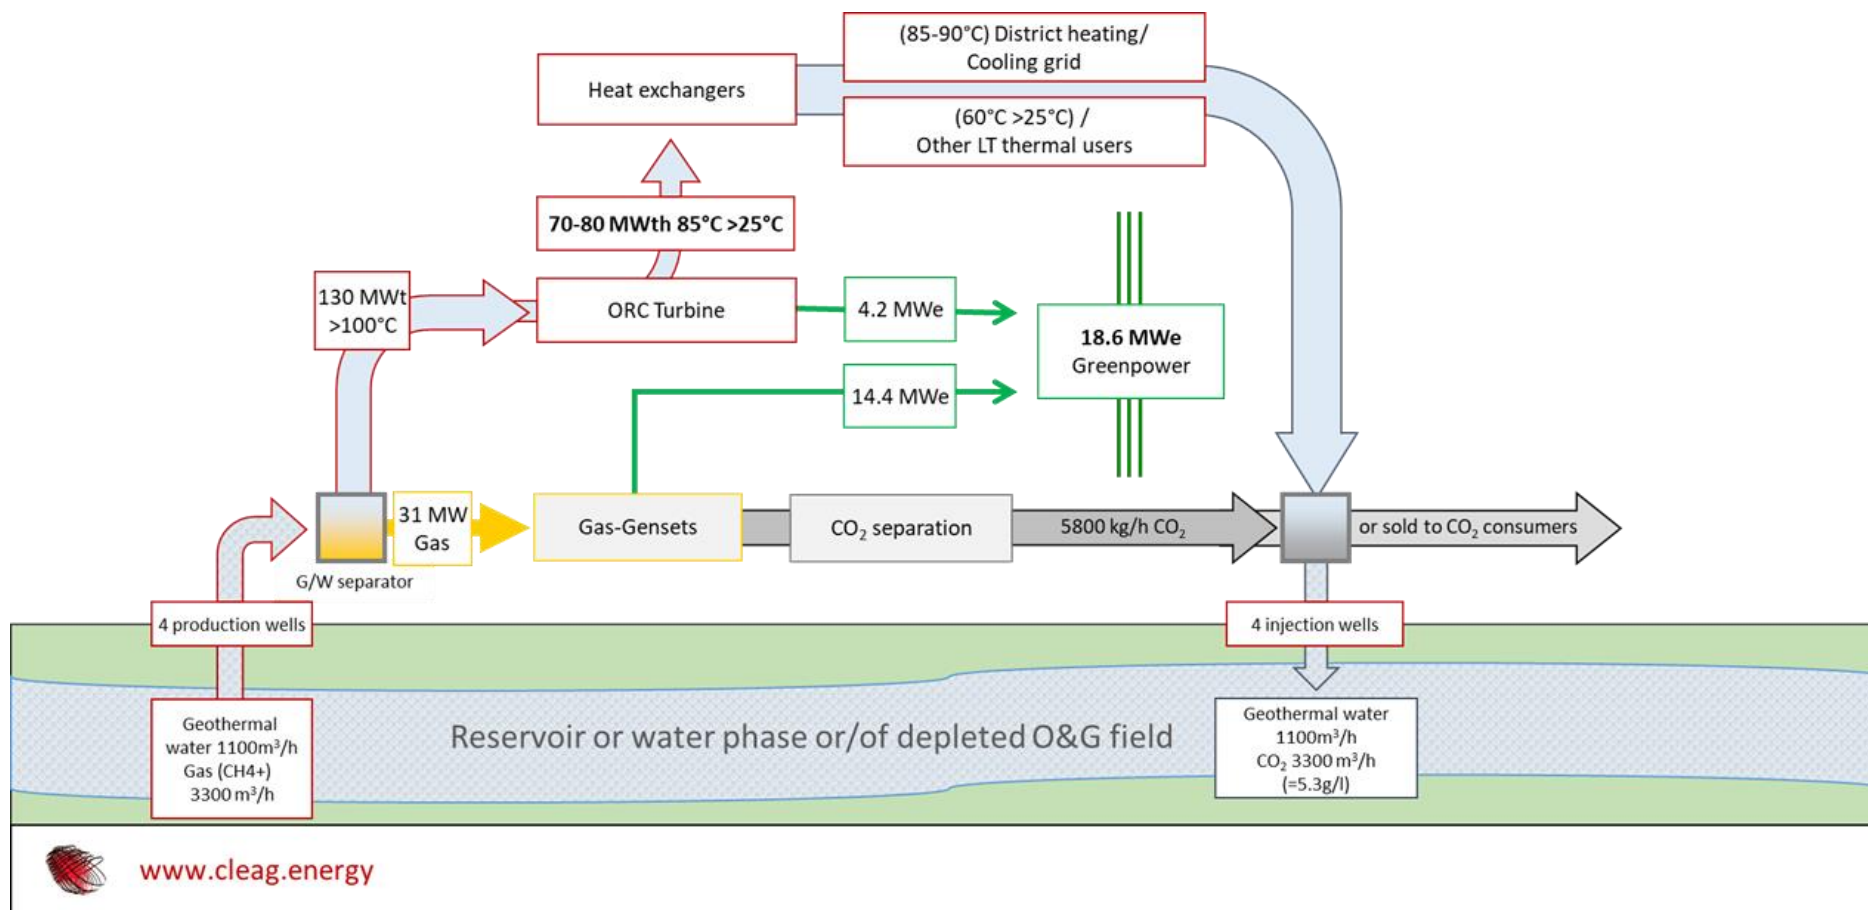 (85-90°C) District heating/
Cooling grid
Heat exchangers
(60°C >25°C) /
Other LT thermal users
70-80 MWth 85°C >25°C
130 MWt
>100°C
ORC Turbine
4.2 MWe
18.6 MWe
Greenpower
14.4 MWe
31 MW
Gas
Gas-Gensets
CO₂ separation
5800 kg/h CO₂
or sold to CO₂ consumers
G/W separator
4 production wells
4 injection wells
Geothermal
water 1100m³/h
Gas (CH4+)
3300 m³/h
Reservoir or water phase or/of depleted O&G field
Geothermal water
1100m³/h
CO₂ 3300 m³/h
(=5.3g/l)
www.cleag.energy